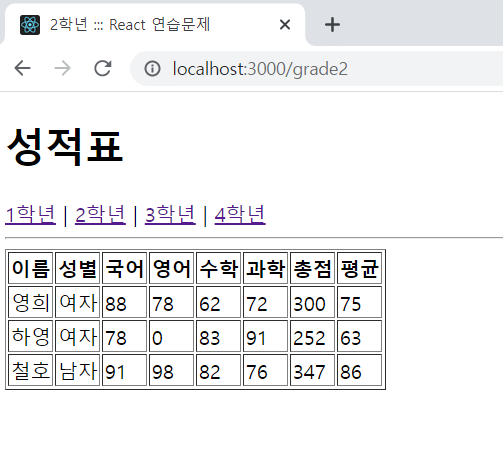 2학년 ::: React 연습문제
localhost:3000/grade2
성적표
1학년 | 2학년 | 3학년 | 4학년
이름 성별 국어 영어 수학 과학 총점 평균
영희 여자 88 78 62 72 300 75
하영 여자 78 0 83 91 252 63
철호 남자 91 98 82 76 347 86